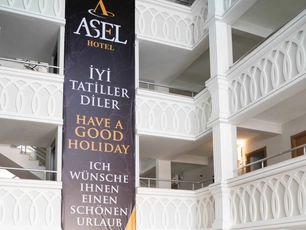 ASEL
HOTEL
İYİ
TATİLLER
DİLER
HAVE A
GOOD
HOLIDAY
ICH
WÜNSCHE
IHNEN
EINEN
SCHÖNEN
URLAUB